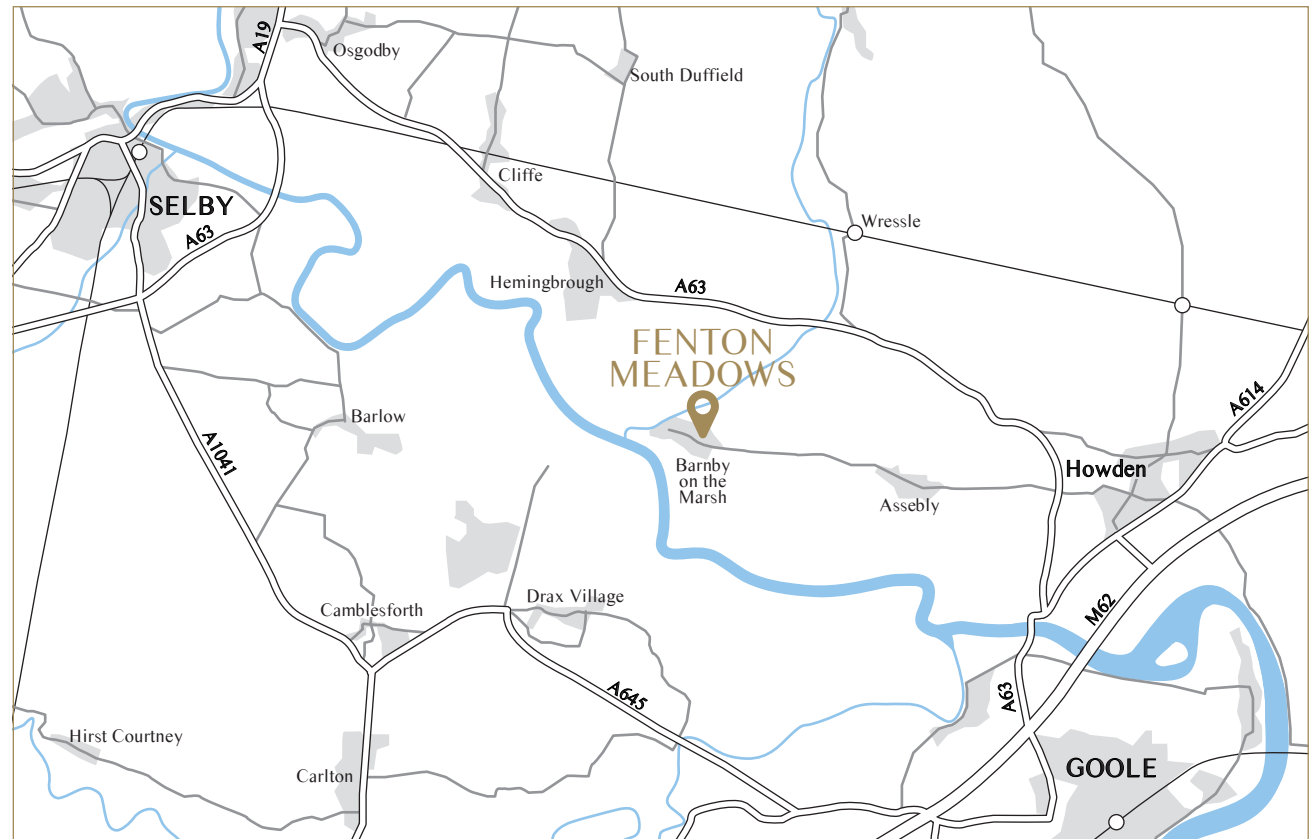 A19
Osgodby
South Duffield
Cliffe
SELBY
A63
Wressle
Hemingbrough
A63
FENTON
MEADOWS
A614
Barlow
A1041
Barnby
on the
Marsh
Howden
Assebly
Camblesforth
Drax Village
M62
A645
A63
Hirst Courtney
Carlton
GOOLE